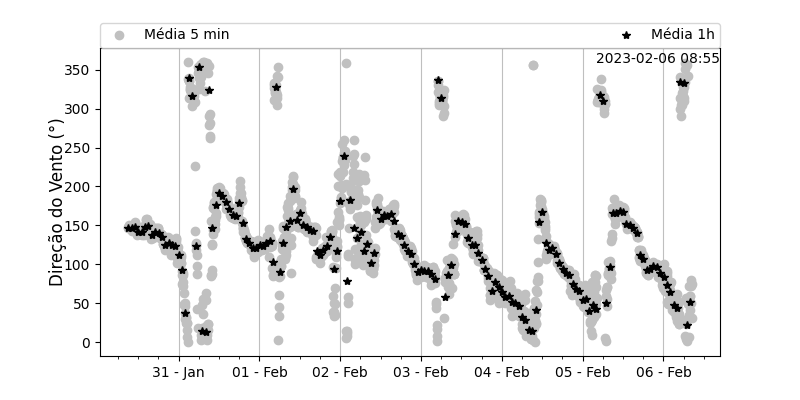 Média 5 min
Média 1h
2023-02-06 08:55
Direção do Vento (°)
350
300
250
200
150
100
50
0
31 - Jan
01 - Feb
02 - Feb
03 - Feb
04 - Feb
05 - Feb
06 - Feb